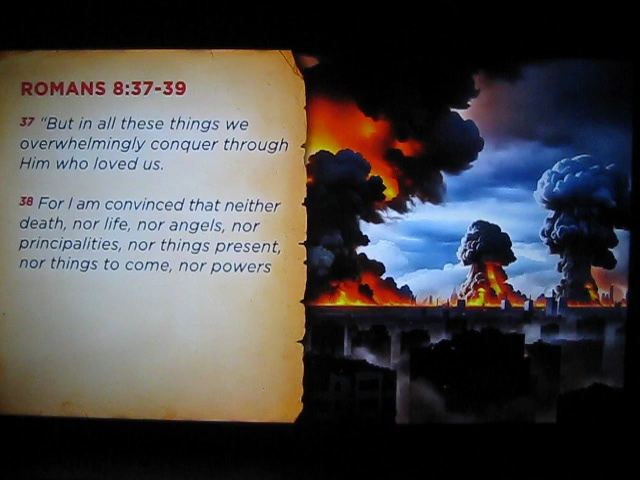 ROMANS 8:37-39
37 "But in all these things we
overwhelmingly conquer through
Him who loved us.
38 For I am convinced that neither
death, nor life, nor angels, nor
principalities, nor things present,
nor things to come, nor powers